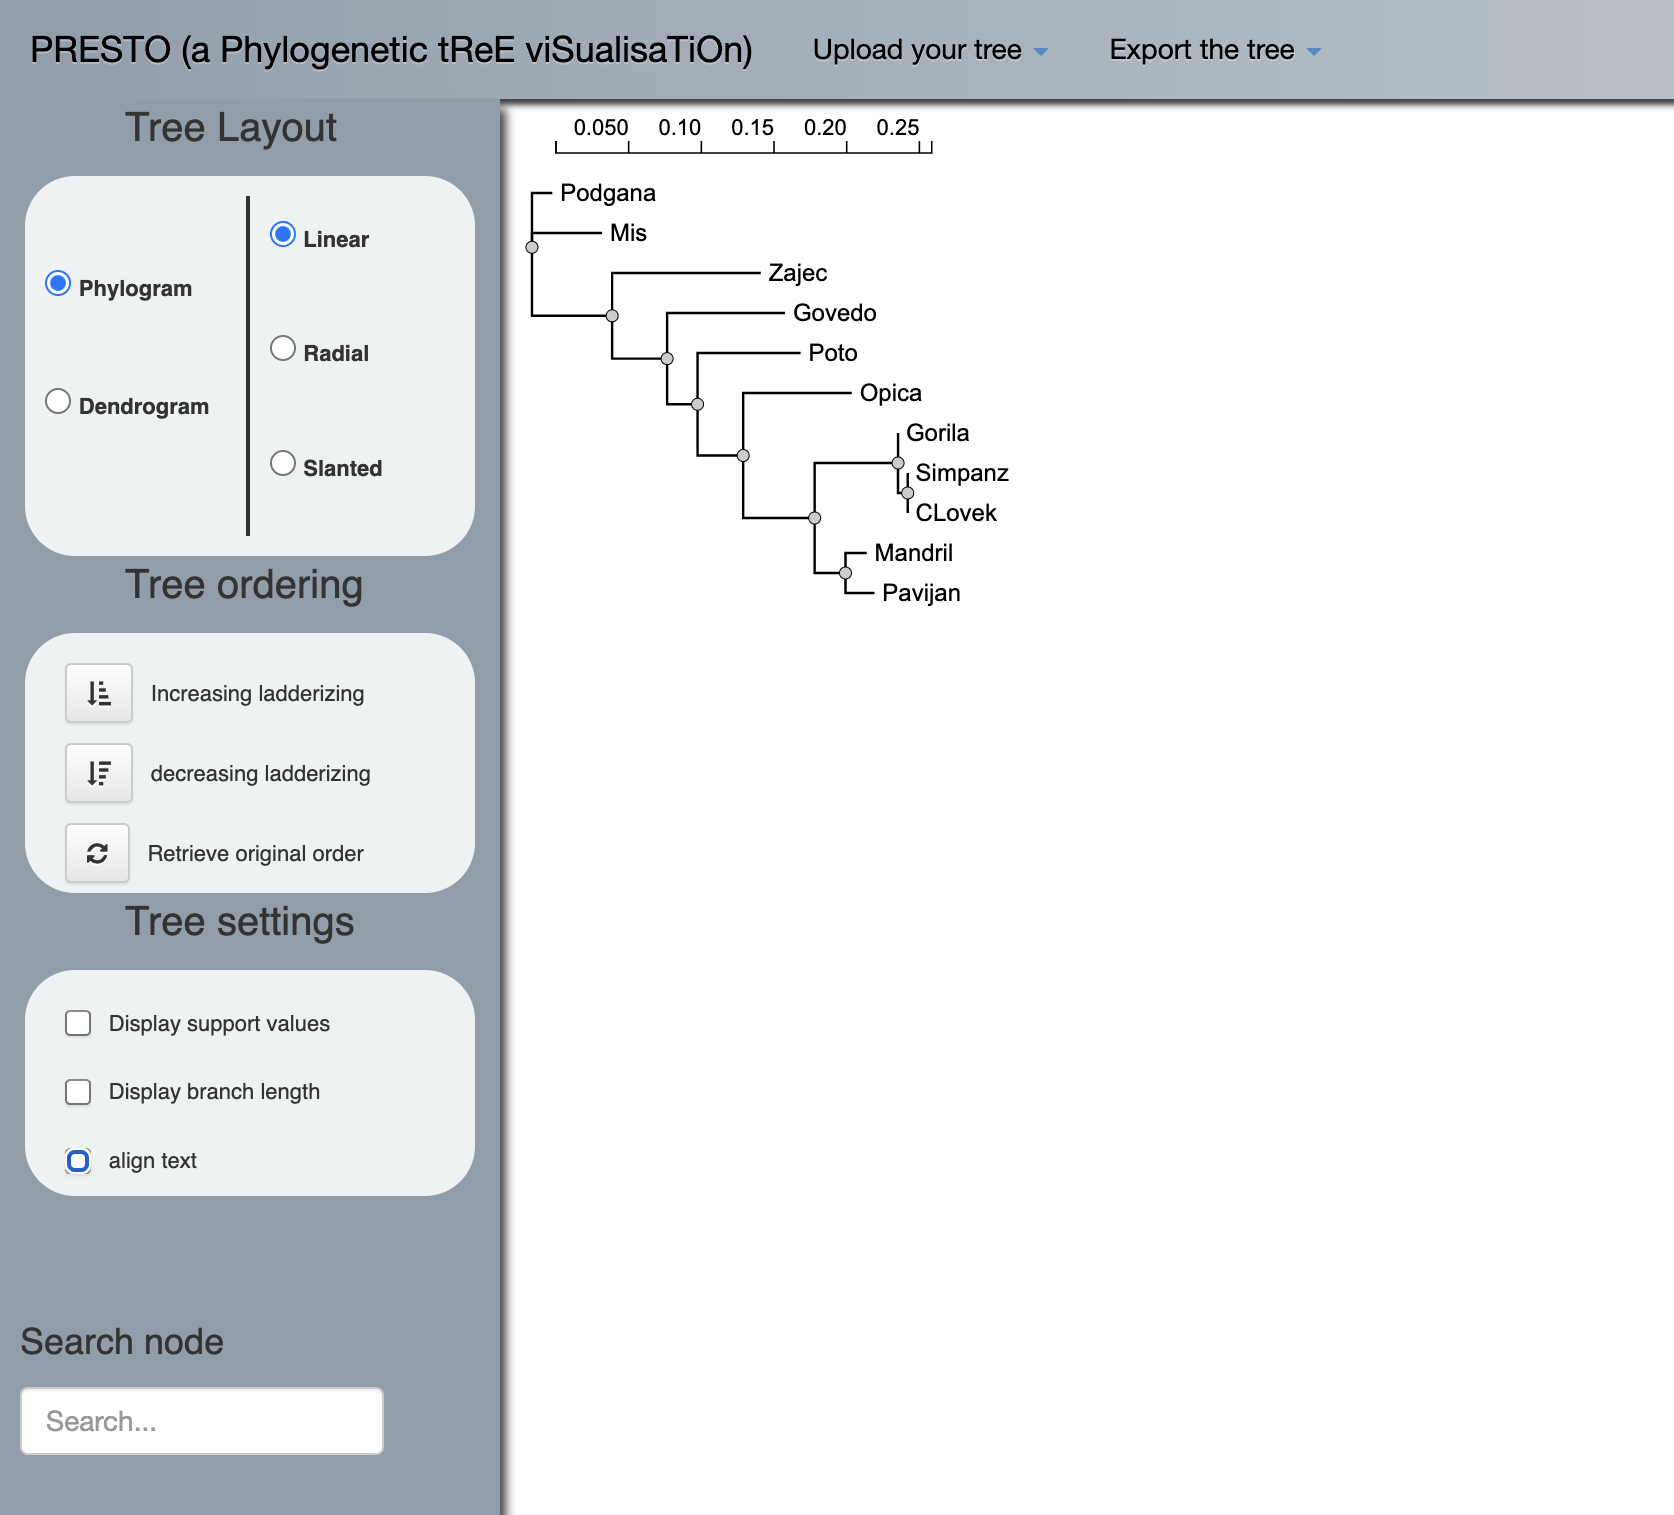 PRESTO (a Phylogenetic tReE viSualisaTiOn) Upload your tree Export the tree
Tree Layout
Phylogram
Dendrogram
Linear
Radial
Slanted
Tree ordering
Increasing ladderizing
decreasing ladderizing
Retrieve original order
Tree settings
Display support values
Display branch length
align text
Search node
Search...
0.050 0.10 0.15 0.20 0.25
Podgana
Mis
Zajec
Govedo
Poto
Opica
Gorila
Simpanz
CLovek
Mandril
Pavijan